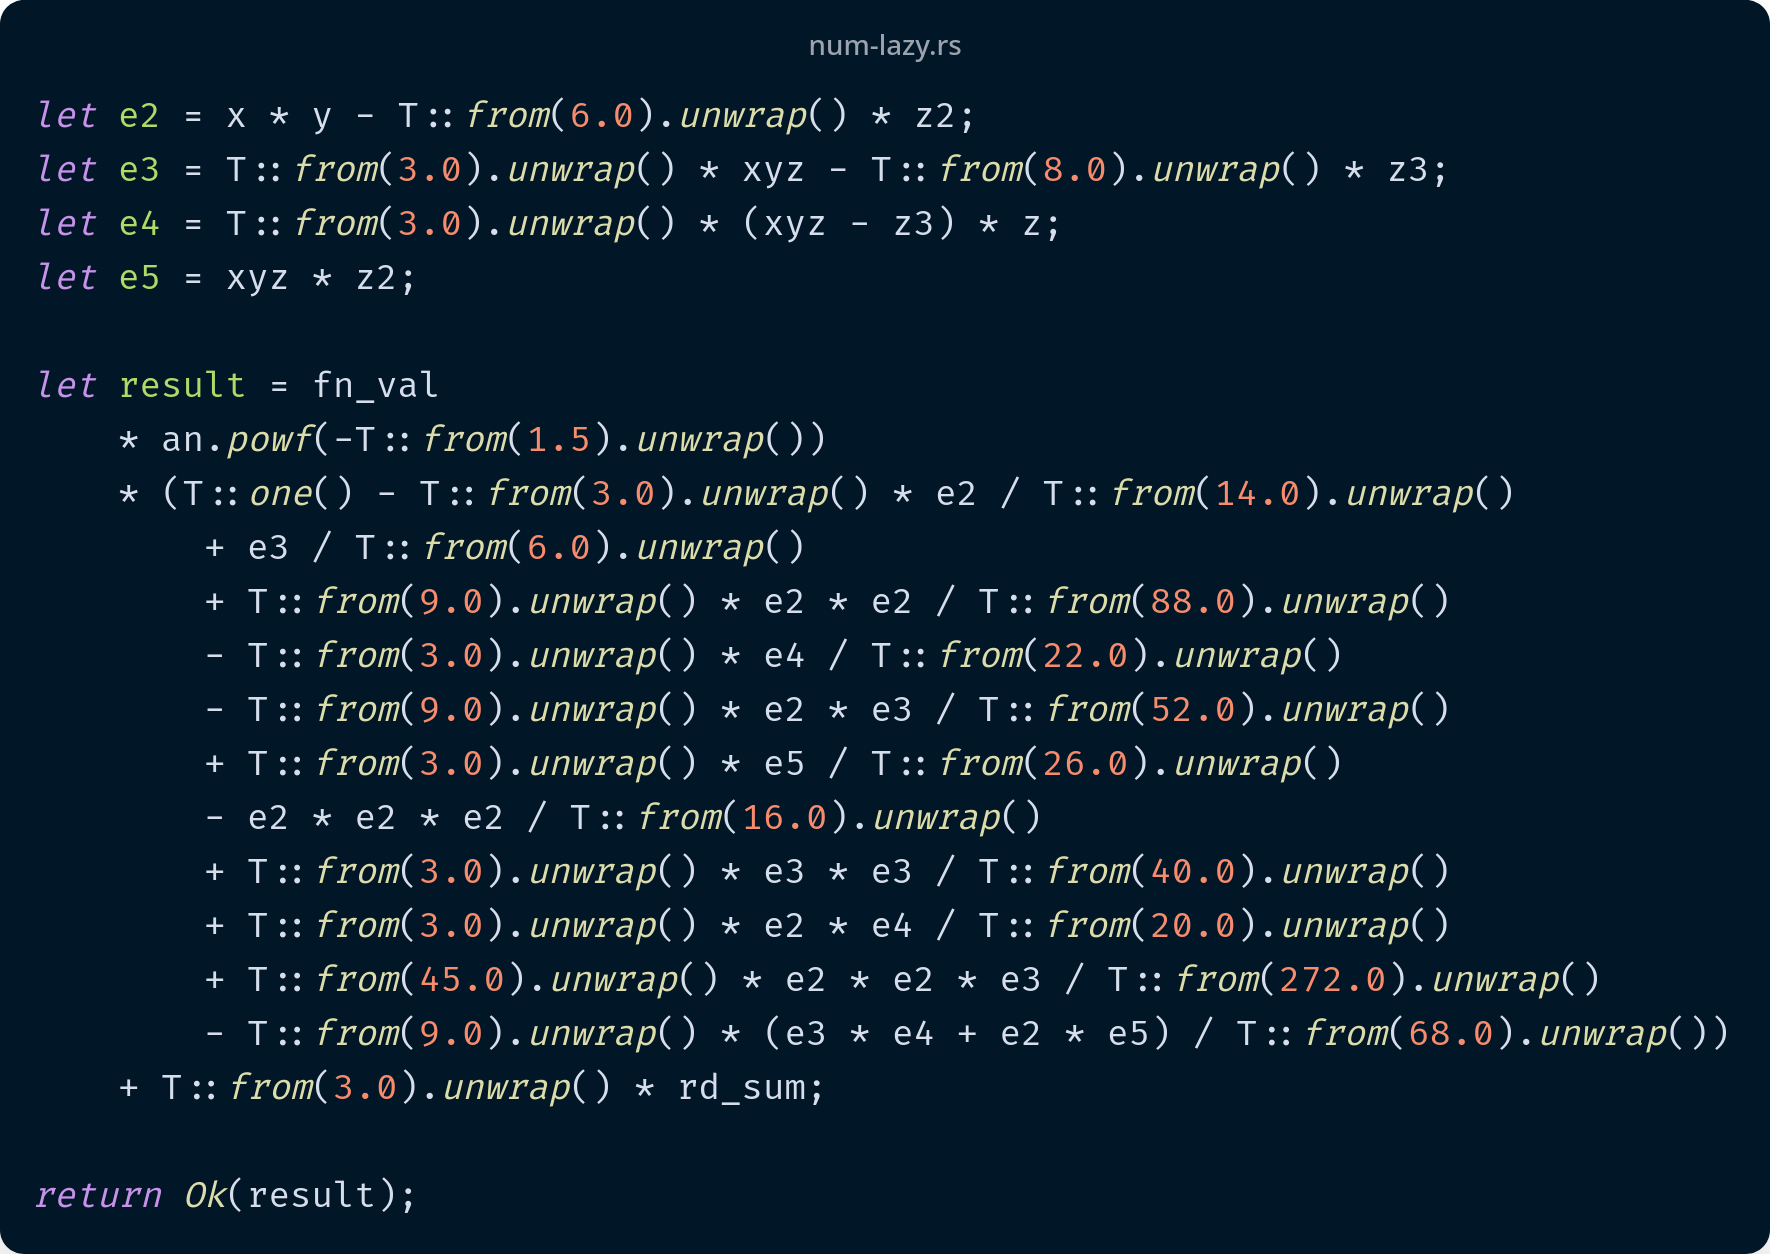 num-lazy.rs
let e2 = x * y - T::from(6.0).unwrap() * z2;
let e3 = T::from(3.0).unwrap() * xyz - T::from(8.0).unwrap() * z3;
let e4 = T::from(3.0).unwrap() * (xyz - z3) * z;
let e5 = xyz * z2;

let result = fn_val
    * an.powf(-T::from(1.5).unwrap())
    * (T::one() - T::from(3.0).unwrap() * e2 / T::from(14.0).unwrap()
        + e3 / T::from(6.0).unwrap()
        + T::from(9.0).unwrap() * e2 * e2 / T::from(88.0).unwrap()
        - T::from(3.0).unwrap() * e4 / T::from(22.0).unwrap()
        - T::from(9.0).unwrap() * e2 * e3 / T::from(52.0).unwrap()
        + T::from(3.0).unwrap() * e5 / T::from(26.0).unwrap()
        - e2 * e2 * e2 / T::from(16.0).unwrap()
        + T::from(3.0).unwrap() * e3 * e3 / T::from(40.0).unwrap()
        + T::from(3.0).unwrap() * e2 * e4 / T::from(20.0).unwrap()
        + T::from(45.0).unwrap() * e2 * e2 * e3 / T::from(272.0).unwrap()
        - T::from(9.0).unwrap() * (e3 * e4 + e2 * e5) / T::from(68.0).unwrap())
    + T::from(3.0).unwrap() * rd_sum;

return Ok(result);